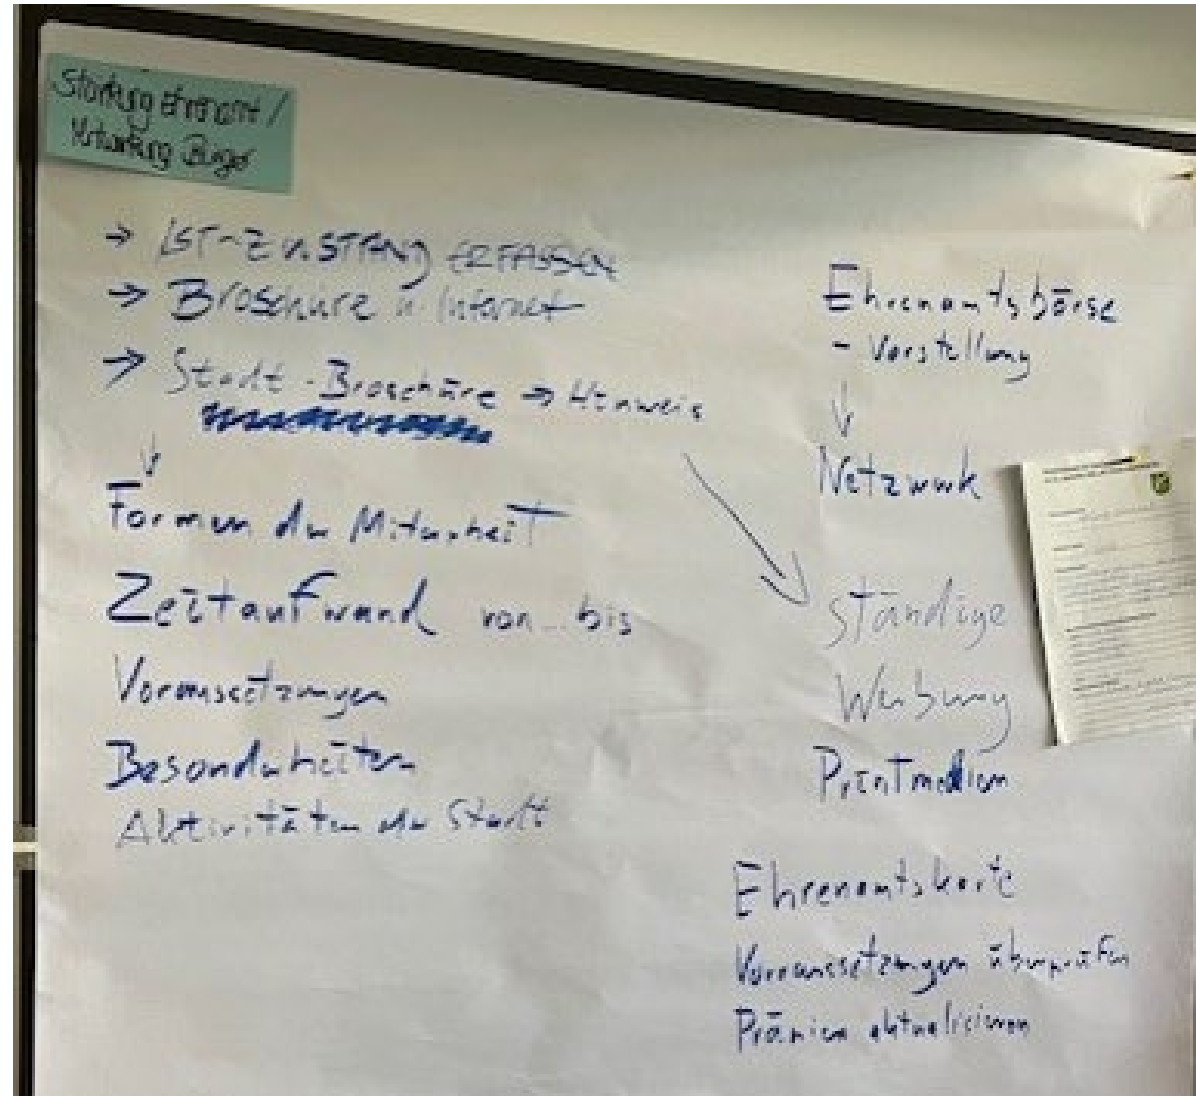 Stärkung Ehrenamt /
Mitwirkung Bürger
→ IST-ZUSTAND ERFASSEN
→ Broschüre u. Internet
→ Stadt-Broschüre → Hinweis
↓
Formen der Mitarbeit
Zeitaufwand von...bis
Voraussetzungen
Besonderheiten
Aktivitäten der Stadt
Ehrenamtsbörse
- Vorstellung
↓
Netzwerk
ständige
Werbung
Printmedien
Ehrenamtskarte
Voraussetzungen überprüfen
Prämien aktualisieren